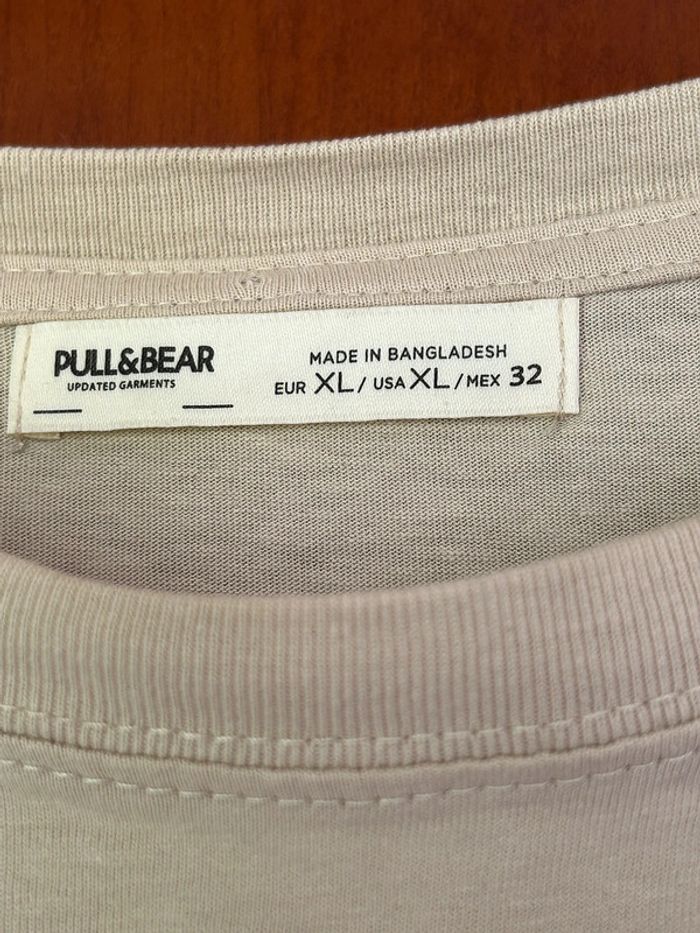 PULL&BEAR
UPDATED GARMENTS
MADE IN BANGLADESH
EUR XL / USA XL / MEX 32